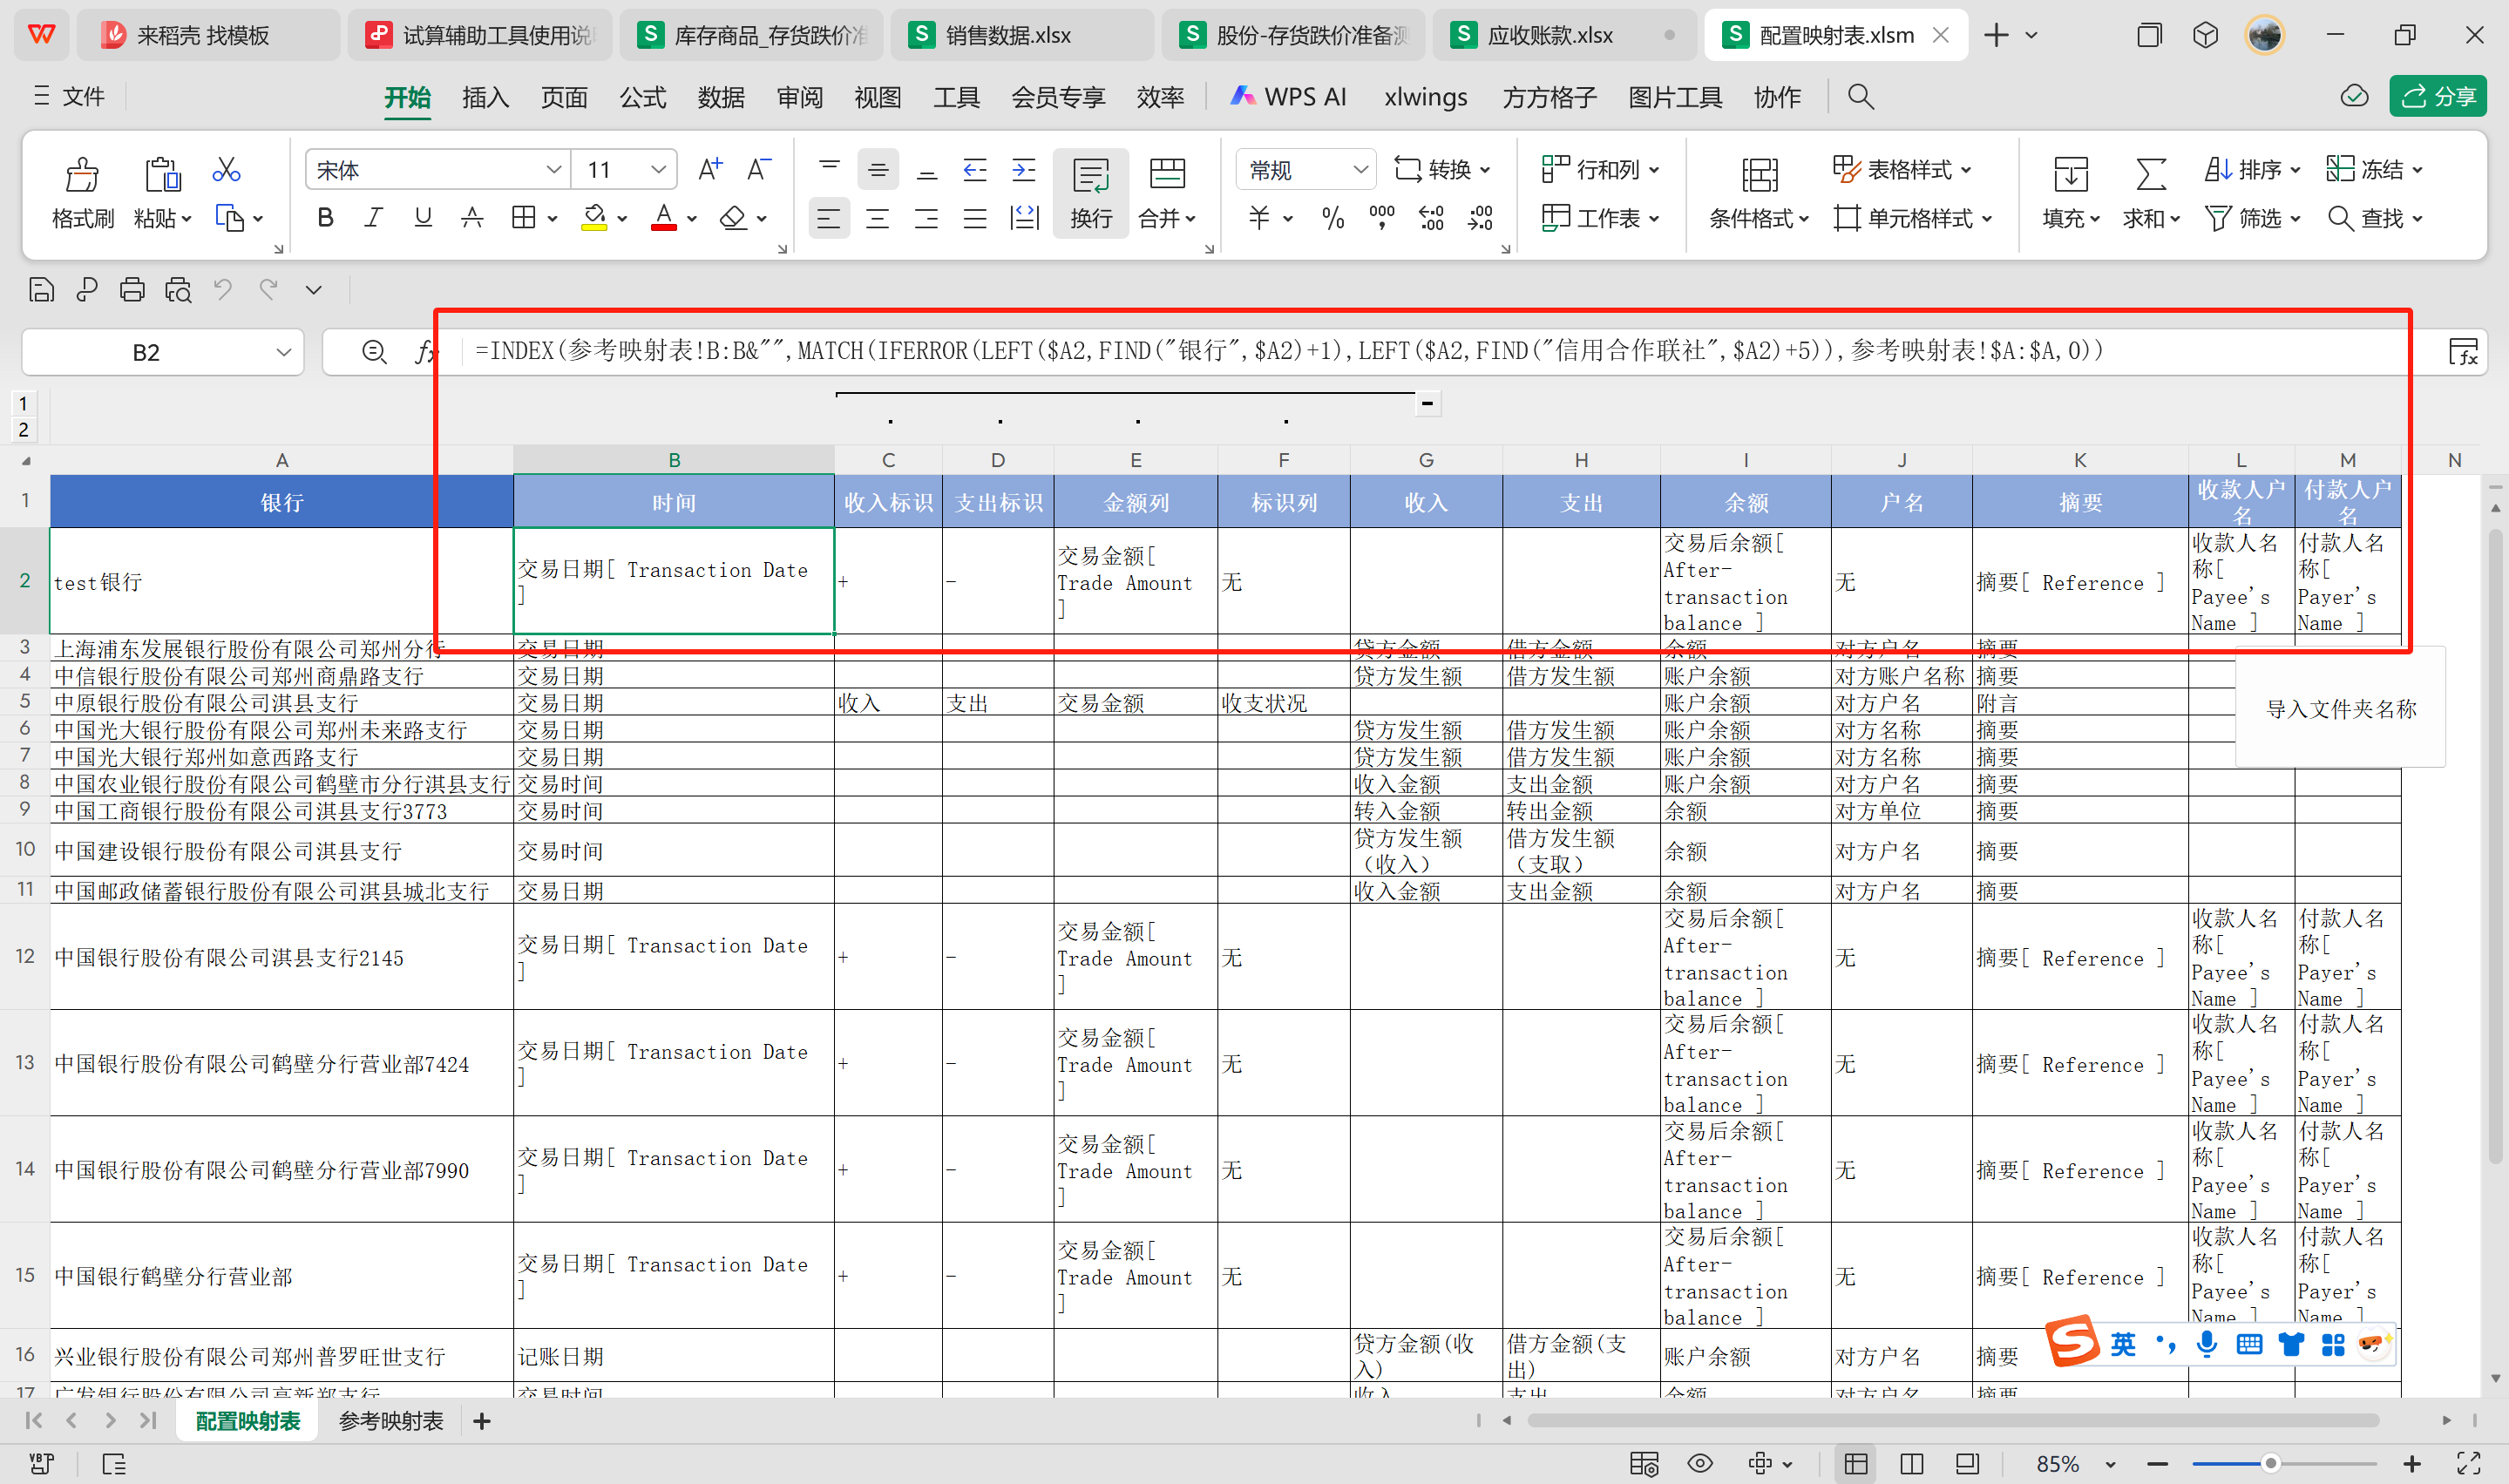 来稻壳 找模板
试算辅助工具使用说
库存商品_存货跌价准
销售数据.xlsx
股份-存货跌价准备测
应收账款.xlsx
配置映射表.xlsm
文件
开始 插入 页面 公式 数据 审阅 视图 工具 会员专享 效率 WPS AI xlwings 方方格子 图片工具 协作
分享
格式刷 粘贴
宋体 11
换行 合并
常规 转换
行和列
工作表
条件格式
表格样式
单元格样式
填充 求和
排序
筛选
冻结
查找
B2
=INDEX(参考映射表!B:B&"",MATCH(IFERROR(LEFT($A2,FIND("银行",$A2)+1),LEFT($A2,FIND("信用合作联社",$A2)+5)),参考映射表!$A:$A,0))
1
2
A B C D E F G H I J K L M N
1 银行 时间 收入标识 支出标识 金额列 标识列 收入 支出 余额 户名 摘要 收款人户名 付款人户名
2 test银行 交易日期[ Transaction Date ] + - 交易金额[ Trade Amount ] 无 交易后余额[ After-transaction balance ] 无 摘要[ Reference ] 收款人名称[ Payee's Name ] 付款人名称[ Payer's Name ]
3 上海浦东发展银行股份有限公司郑州分行 交易日期 贷方金额 借方金额 余额 对方户名 摘要
4 中信银行股份有限公司郑州商鼎路支行 交易日期 贷方发生额 借方发生额 账户余额 对方账户名称 摘要
5 中原银行股份有限公司淇县支行 交易日期 收入 支出 交易金额 收支状况 账户余额 对方户名 附言
6 中国光大银行股份有限公司郑州未来路支行 交易日期 贷方发生额 借方发生额 账户余额 对方名称 摘要
7 中国光大银行郑州如意西路支行 交易日期 贷方发生额 借方发生额 账户余额 对方名称 摘要
8 中国农业银行股份有限公司鹤壁市分行淇县支行 交易时间 收入金额 支出金额 账户余额 对方户名 摘要
9 中国工商银行股份有限公司淇县支行3773 交易时间 转入金额 转出金额 余额 对方单位 摘要
10 中国建设银行股份有限公司淇县支行 交易时间 贷方发生额（收入） 借方发生额（支取） 余额 对方户名 摘要
11 中国邮政储蓄银行股份有限公司淇县城北支行 交易日期 收入金额 支出金额 余额 对方户名 摘要
12 中国银行股份有限公司淇县支行2145 交易日期[ Transaction Date ] + - 交易金额[ Trade Amount ] 无 交易后余额[ After-transaction balance ] 无 摘要[ Reference ] 收款人名称[ Payee's Name ] 付款人名称[ Payer's Name ]
13 中国银行股份有限公司鹤壁分行营业部7424 交易日期[ Transaction Date ] + - 交易金额[ Trade Amount ] 无 交易后余额[ After-transaction balance ] 无 摘要[ Reference ] 收款人名称[ Payee's Name ] 付款人名称[ Payer's Name ]
14 中国银行股份有限公司鹤壁分行营业部7990 交易日期[ Transaction Date ] + - 交易金额[ Trade Amount ] 无 交易后余额[ After-transaction balance ] 无 摘要[ Reference ] 收款人名称[ Payee's Name ] 付款人名称[ Payer's Name ]
15 中国银行鹤壁分行营业部 交易日期[ Transaction Date ] + - 交易金额[ Trade Amount ] 无 交易后余额[ After-transaction balance ] 无 摘要[ Reference ] 收款人名称[ Payee's Name ] 付款人名称[ Payer's Name ]
16 兴业银行股份有限公司郑州普罗旺世支行 记账日期 贷方金额(收入) 借方金额(支出) 账户余额 对方户名 摘要
17 广发银行股份有限公司高新郑支行 交易时间 收入 支出 余额 对方户名 摘要
导入文件夹名称
英
配置映射表 参考映射表
85%